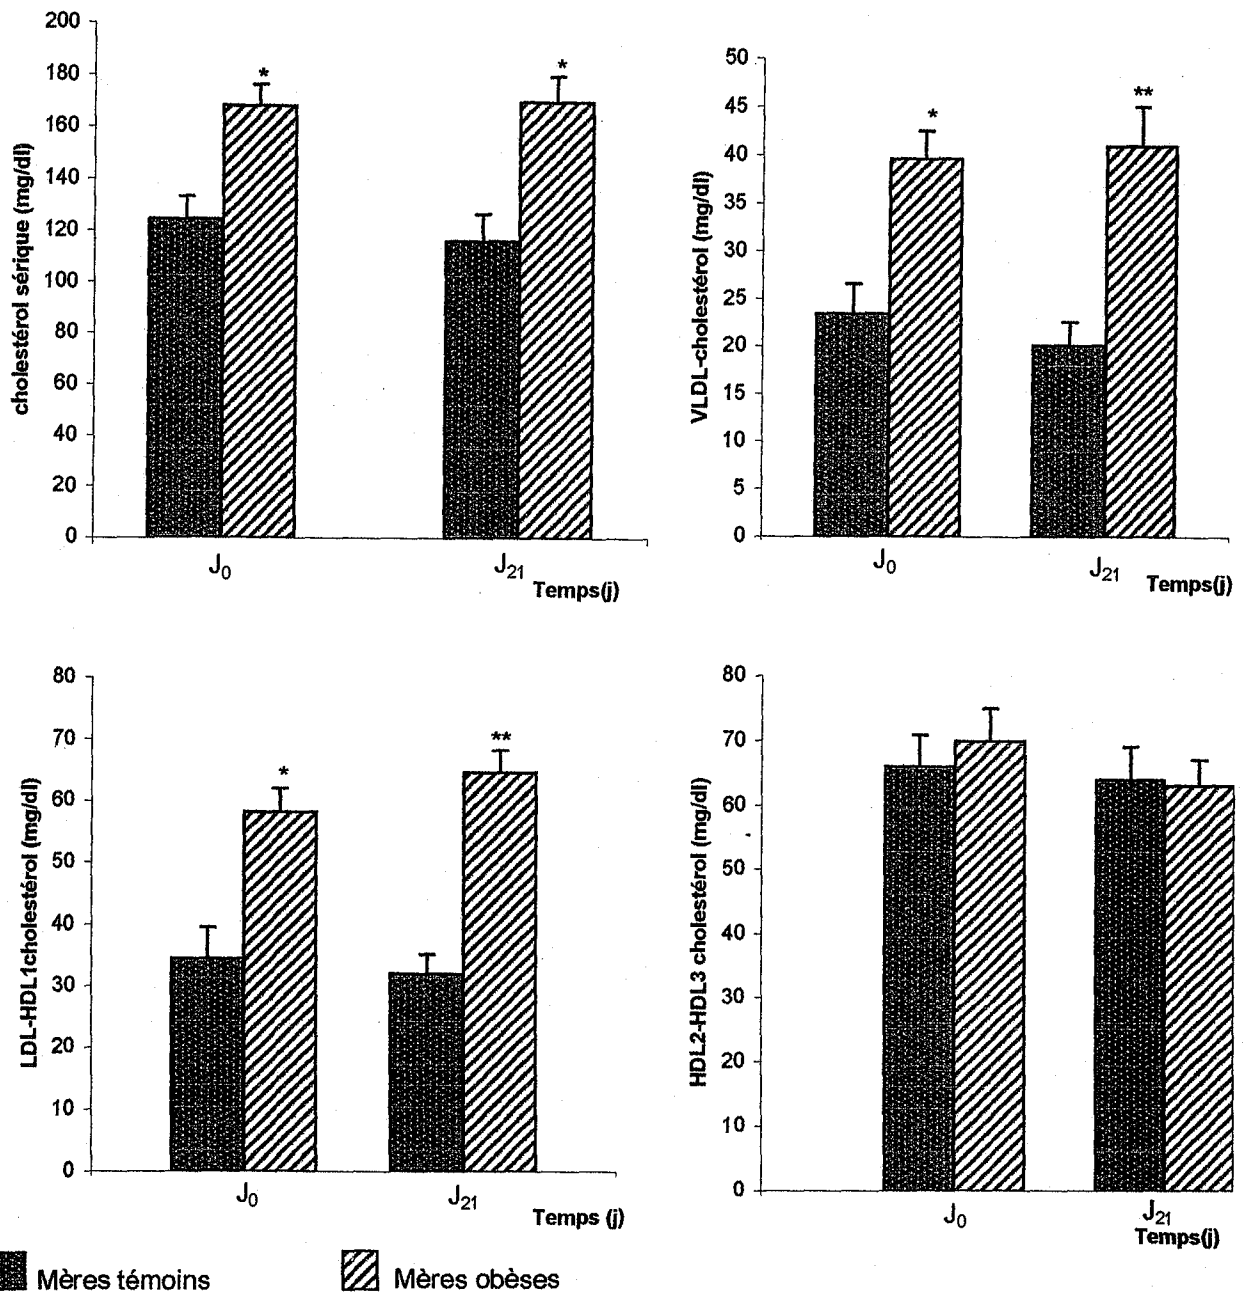 cholestérol sérique (mg/dl)
200
180
160
140
120
100
80
60
40
20
0
*
*
J0
J21
Temps(j)
VLDL-cholestérol (mg/dl)
50
45
40
35
30
25
20
15
10
5
0
*
**
J0
J21
Temps(j)
LDL-HDL1cholestérol (mg/dl)
80
70
60
50
40
30
20
10
0
*
**
J0
J21
Temps (j)
HDL2-HDL3 cholestérol (mg/dl)
80
70
60
50
40
30
20
10
0
J0
J21
Temps(j)
Mères témoins
Mères obèses